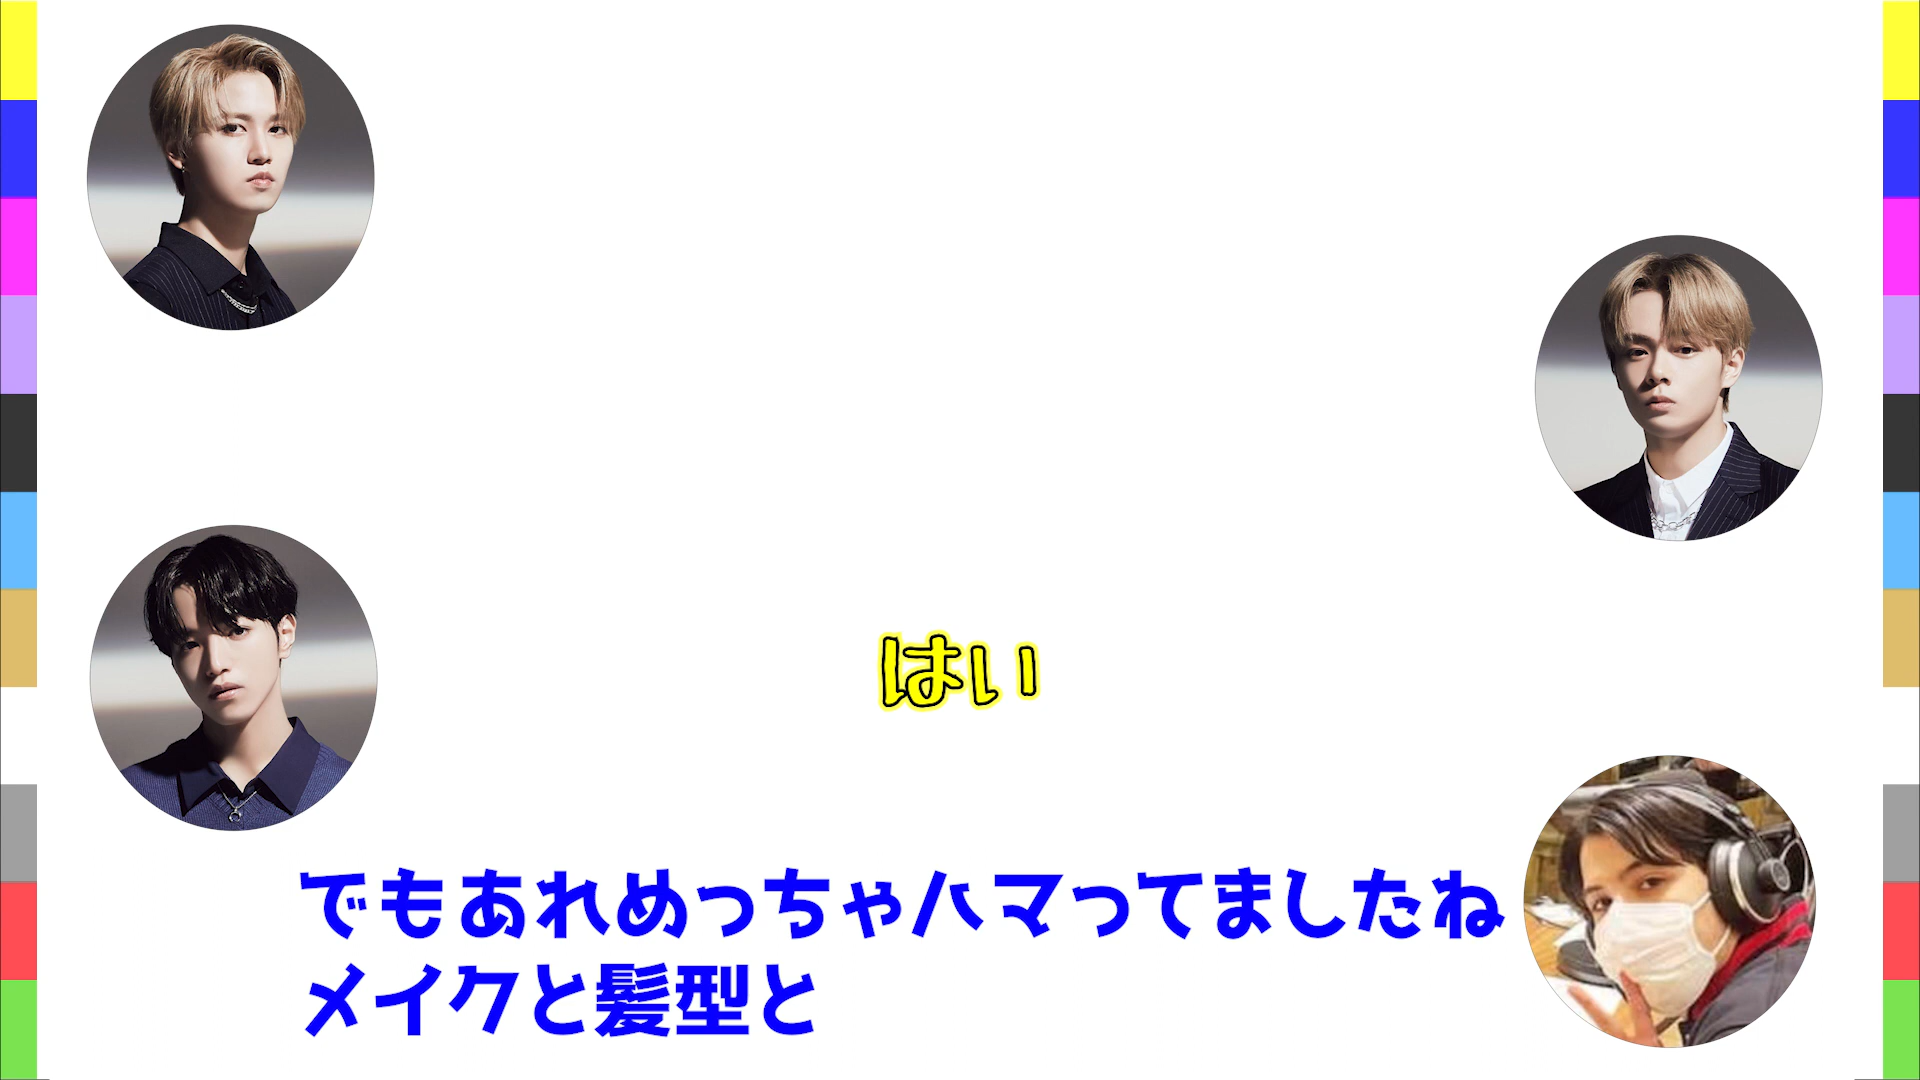 はい
でもあれめっちゃハマってましたね
メイクと髪型と